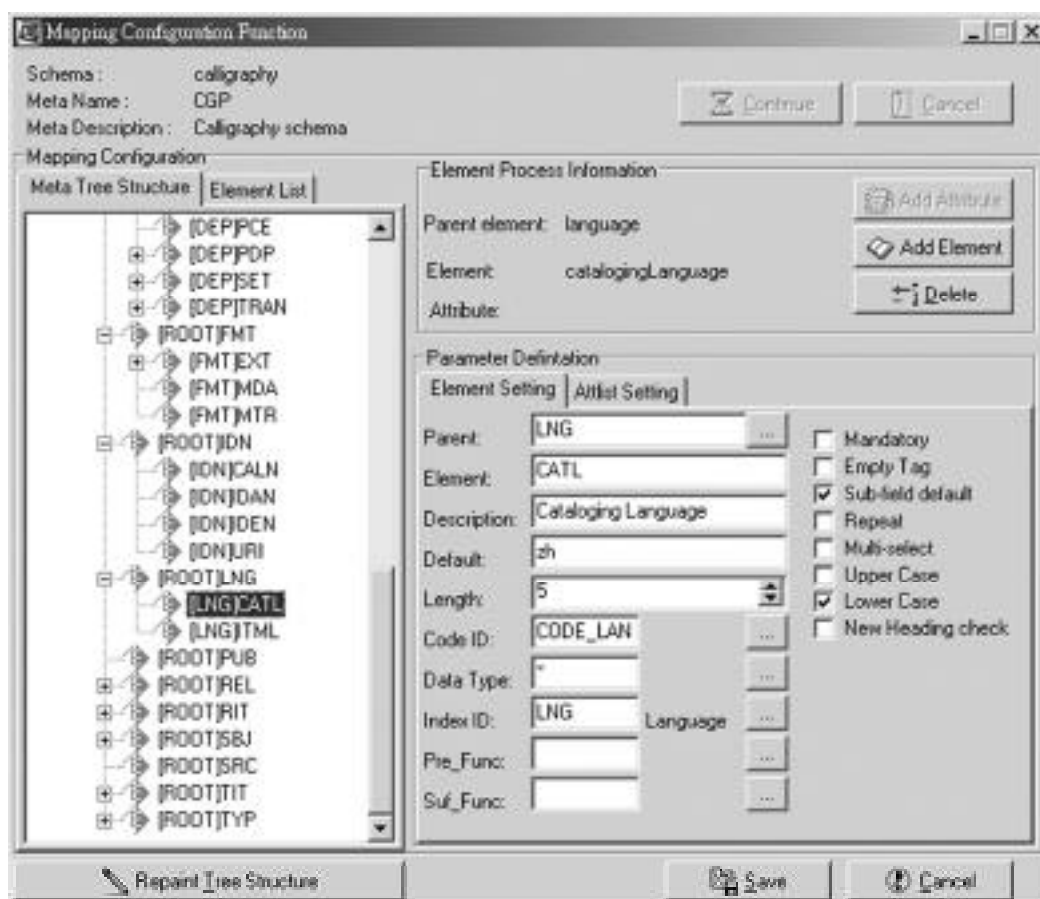 Mapping Configuration Function
Schema : calligraphy
Meta Name : CGP
Meta Description : Calligraphy schema
Continue
Cancel
Mapping Configuration
Meta Tree Structure
Element List
[DEP]PCE
[DEP]PDP
[DEP]SET
[DEP]TRAN
[ROOT]FMT
[FMT]EXT
[FMT]MDA
[FMT]MTR
[ROOT]IDN
[IDN]CALN
[IDN]IDAN
[IDN]IDEN
[IDN]URI
[ROOT]LNG
[LNG]CATL
[LNG]ITML
[ROOT]PUB
[ROOT]REL
[ROOT]RIT
[ROOT]SBJ
[ROOT]SRC
[ROOT]TIT
[ROOT]TYP
Repaint Tree Structure
Element Process Information
Parent element: language
Element: catalogingLanguage
Attribute:
Add Attribute
Add Element
Delete
Parameter Defintation
Element Setting
Attlist Setting
Parent: LNG ...
Element: CATL
Description: Cataloging Language
Default: zh
Length: 5
Code ID: CODE_LAN ...
Data Type: * ...
Index ID: LNG Language ...
Pre_Func: ...
Suf_Func: ...
Mandatory
Empty Tag
Sub-field default
Repeat
Multi-select
Upper Case
Lower Case
New Heading check
Save
Cancel